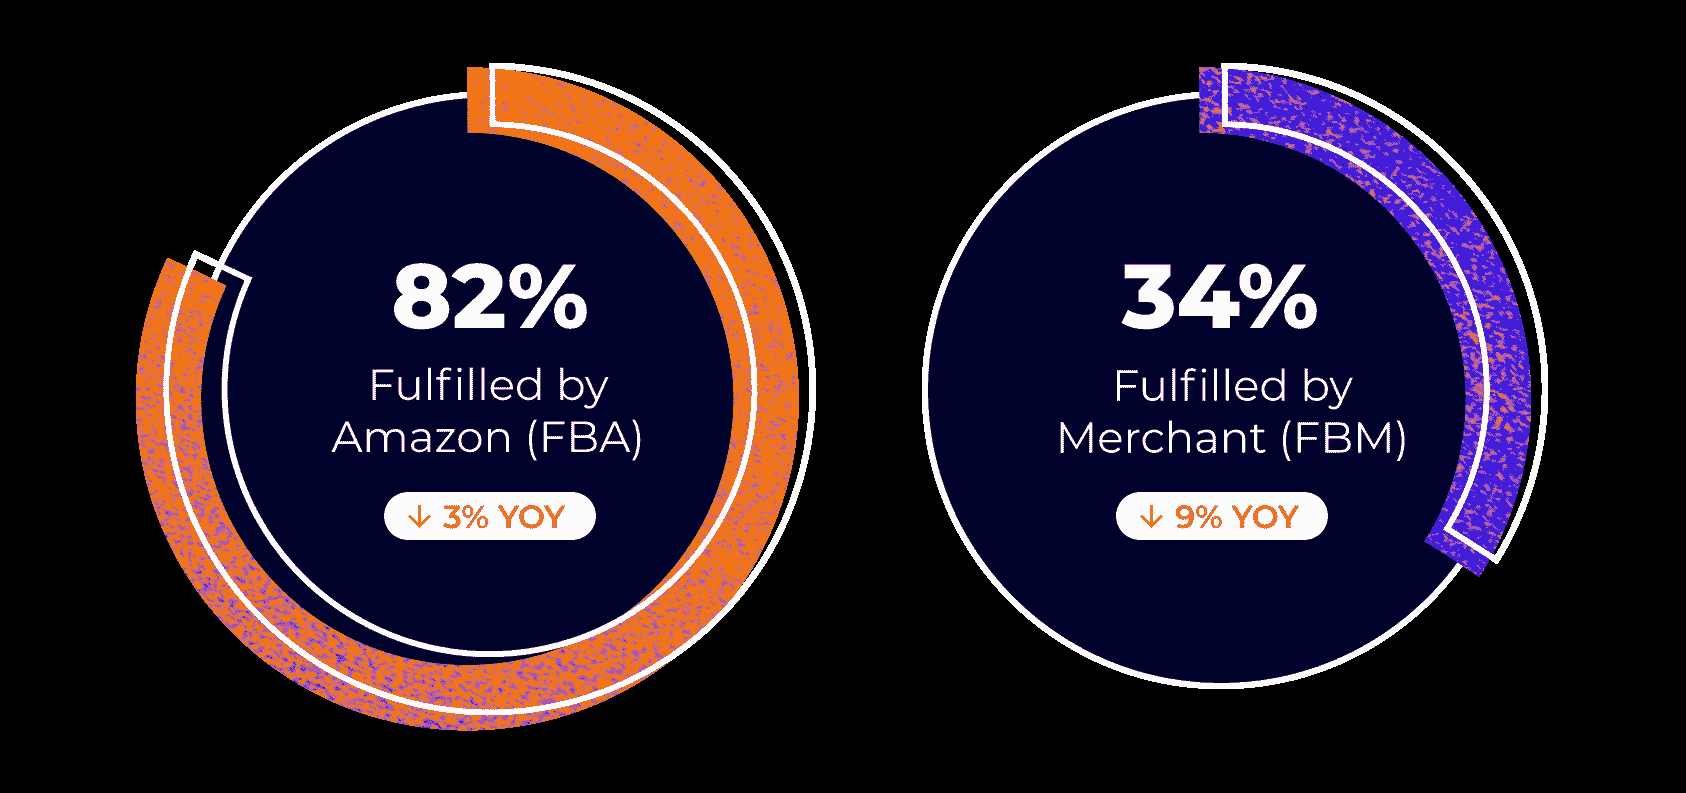 82%
Fulfilled by
Amazon (FBA)
↓ 3% YOY
34%
Fulfilled by
Merchant (FBM)
↓ 9% YOY